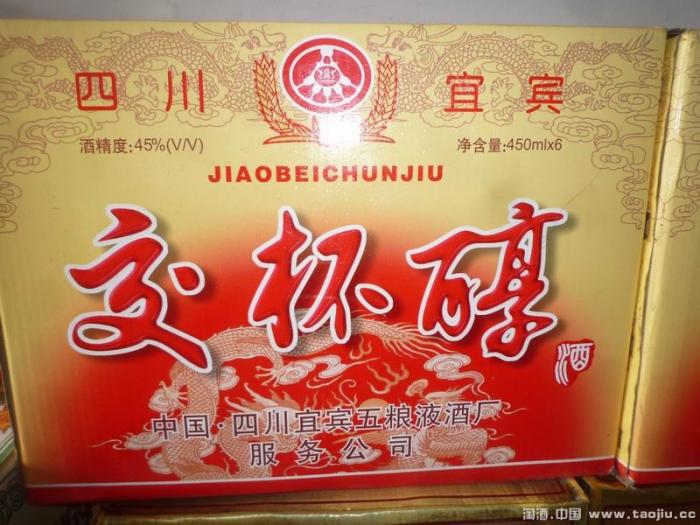 四川 宜宾
酒精度:45%(V/V) 净含量:450mlx6
JIAOBEICHUNJIU
交杯醇
酒
中国·四川宜宾五粮液酒厂
服务公司
淘酒.中国 www.taojiu.cc